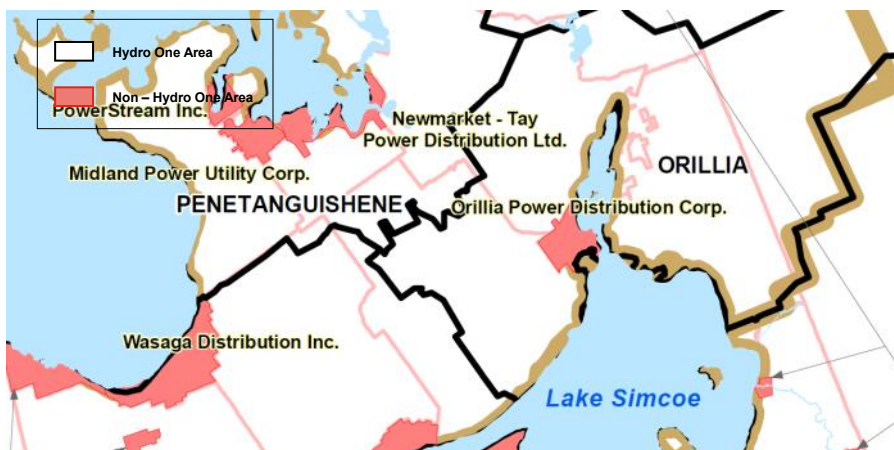 Hydro One Area
Non – Hydro One Area
PowerStream Inc.
Newmarket - Tay
Power Distribution Ltd.
Midland Power Utility Corp.
ORILLIA
PENETANGUISHENE
Orillia Power Distribution Corp.
Wasaga Distribution Inc.
Lake Simcoe